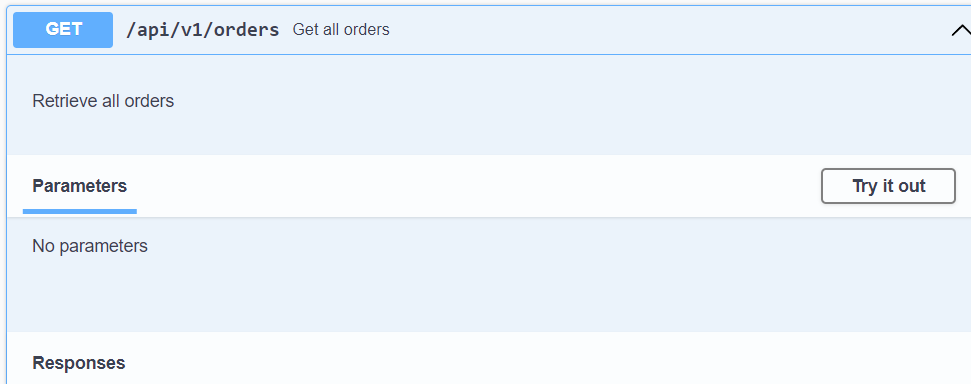 GET /api/v1/orders Get all orders
Retrieve all orders
Parameters Try it out
No parameters
Responses